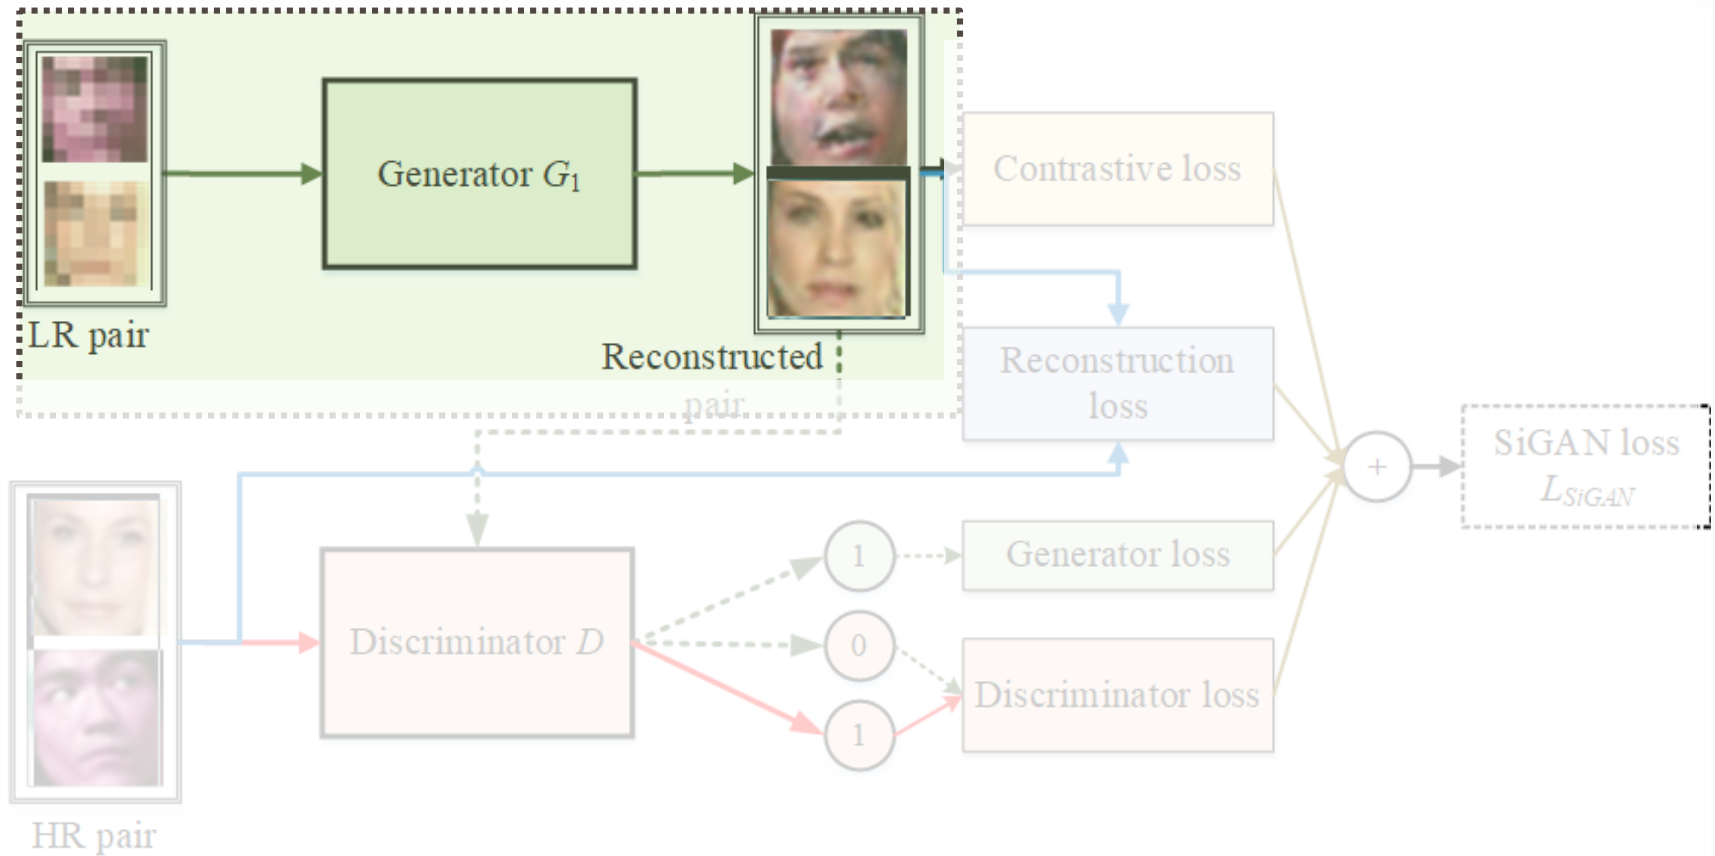 Generator G1
LR pair
Reconstructed
pair
Contrastive loss
Reconstruction
loss
SiGAN loss
LSiGAN
+
Discriminator D
1
0
1
Generator loss
Discriminator loss
HR pair